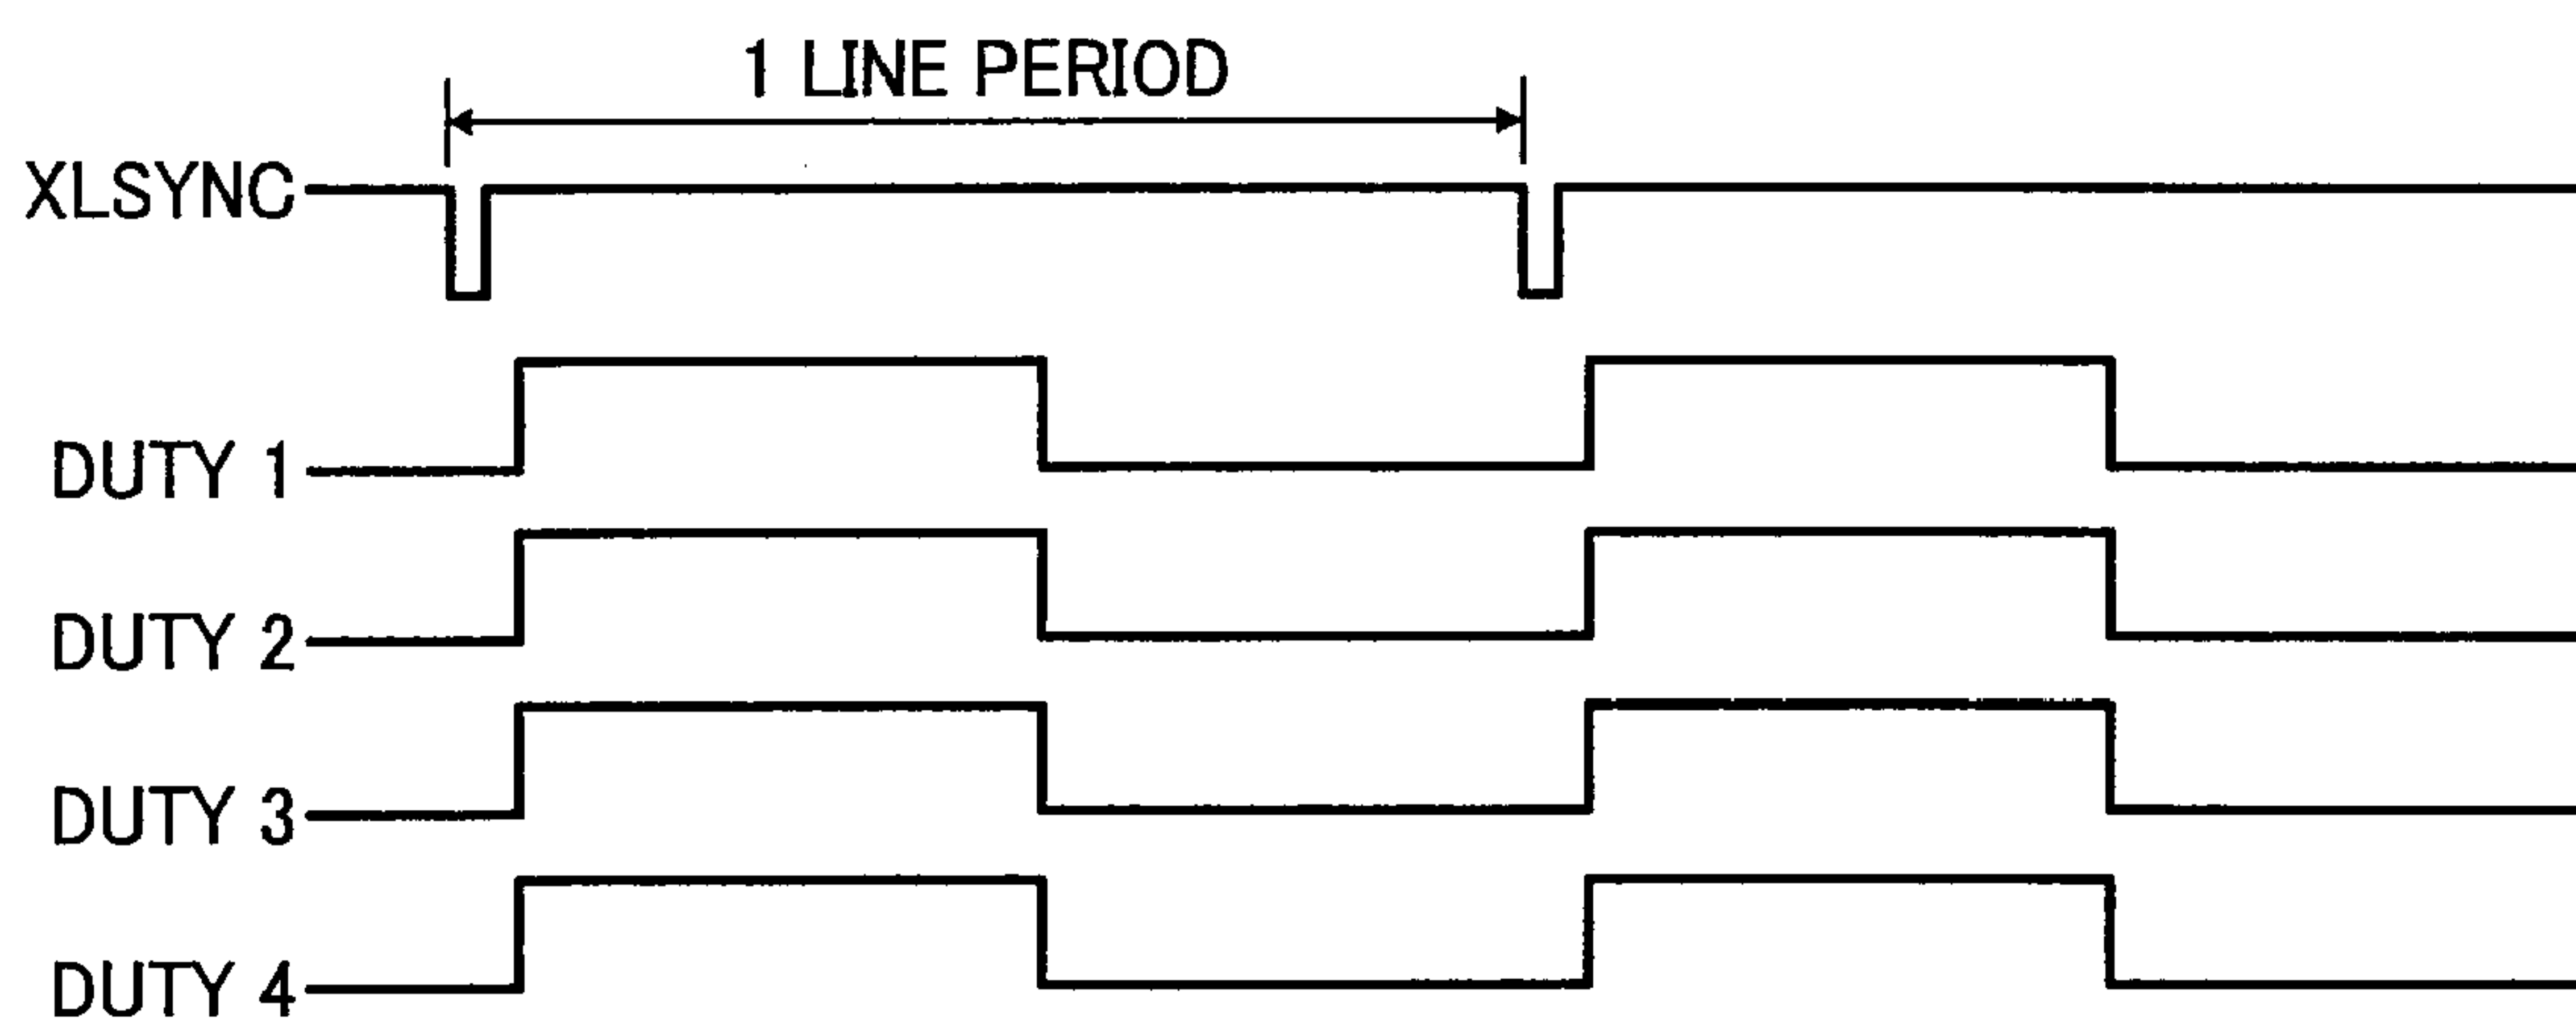 1 LINE PERIOD
XLSYNC
DUTY 1
DUTY 2
DUTY 3
DUTY 4